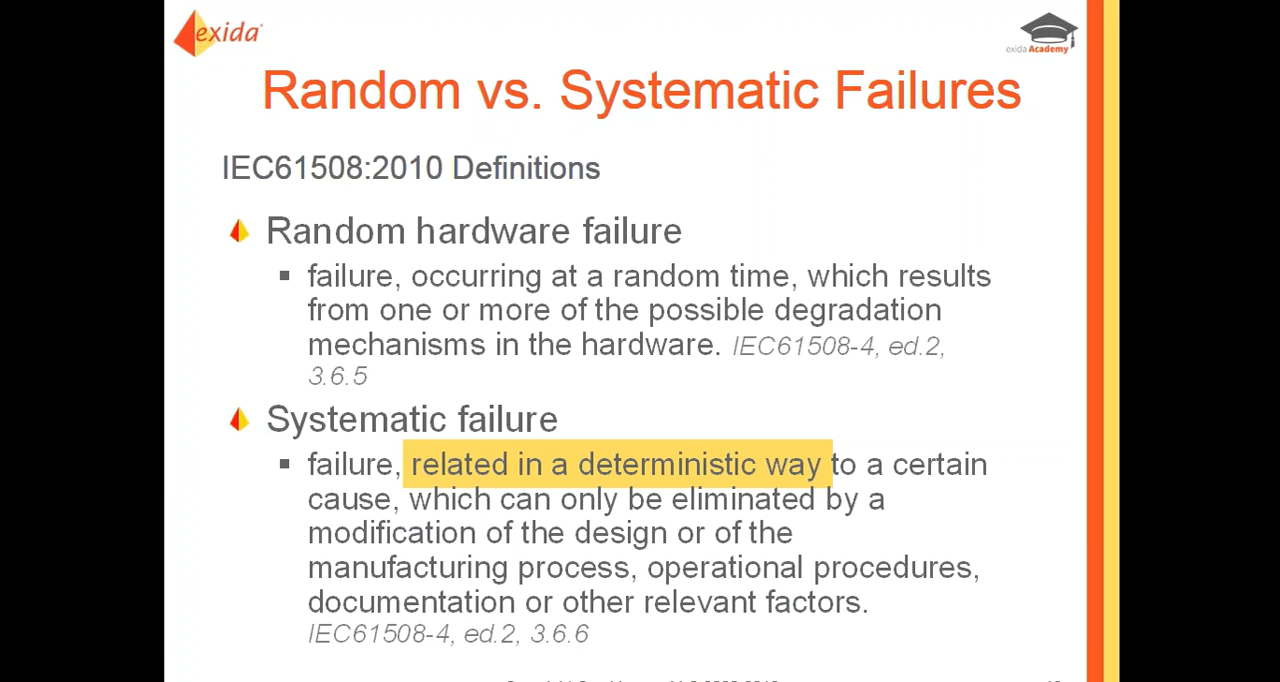 exida
exida Academy
Random vs. Systematic Failures
IEC61508:2010 Definitions
Random hardware failure
failure, occurring at a random time, which results
from one or more of the possible degradation
mechanisms in the hardware. IEC61508-4, ed.2,
3.6.5
Systematic failure
failure, related in a deterministic way to a certain
cause, which can only be eliminated by a
modification of the design or of the
manufacturing process, operational procedures,
documentation or other relevant factors.
IEC61508-4, ed.2, 3.6.6